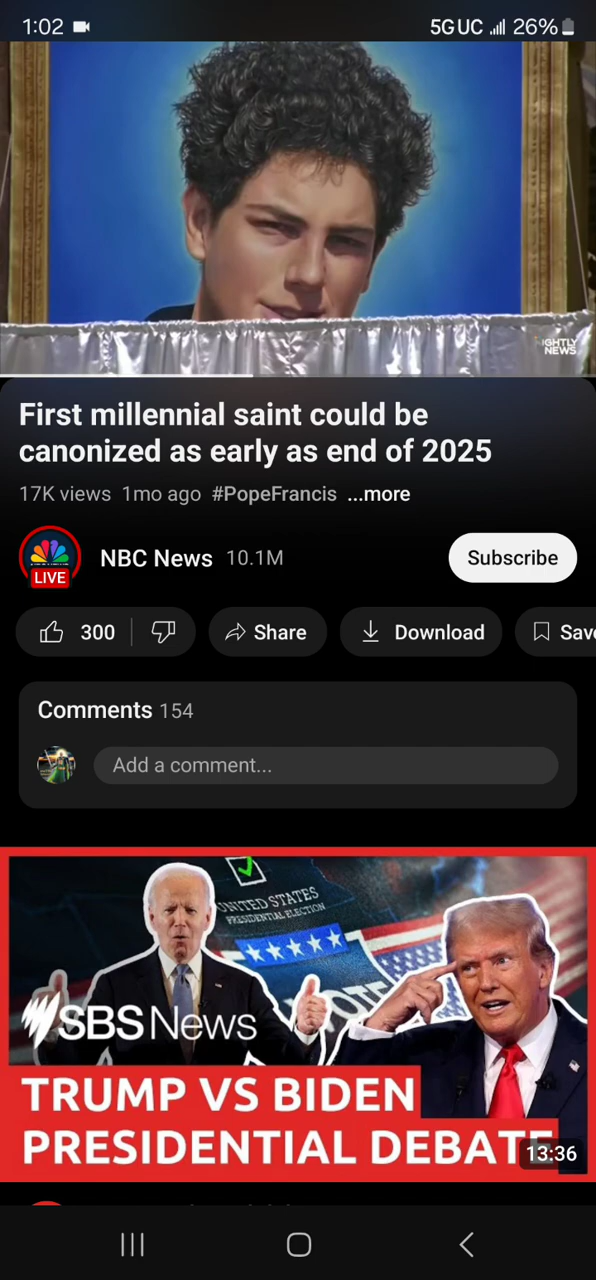 1:02
5G UC 26%
IGHTLY
NEWS
First millennial saint could be
canonized as early as end of 2025
17K views 1mo ago #PopeFrancis ...more
LIVE
NBC News 10.1M
Subscribe
300
Share
Download
Save
Comments 154
Add a comment...
UNITED STATES
PRESIDENTIAL ELECTION
VOTE
SBS News
TRUMP VS BIDEN
PRESIDENTIAL DEBATE
13:36